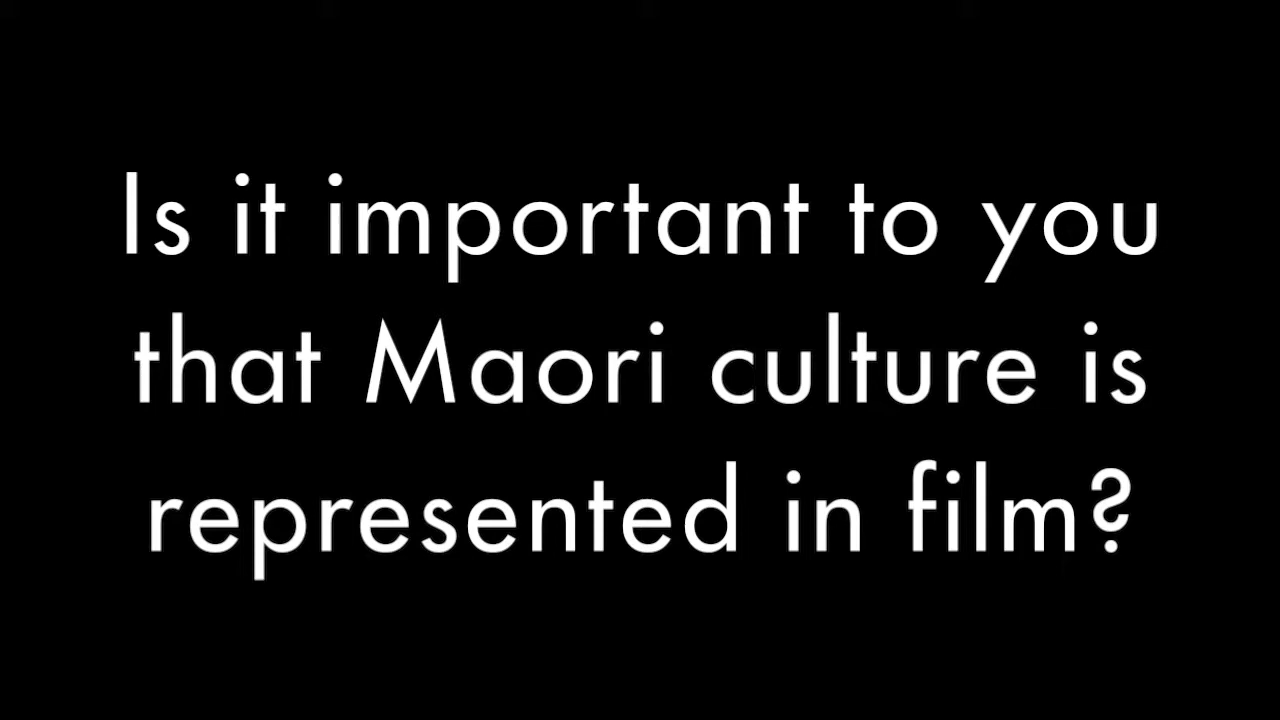 Is it important to you
that Maori culture is
represented in film?